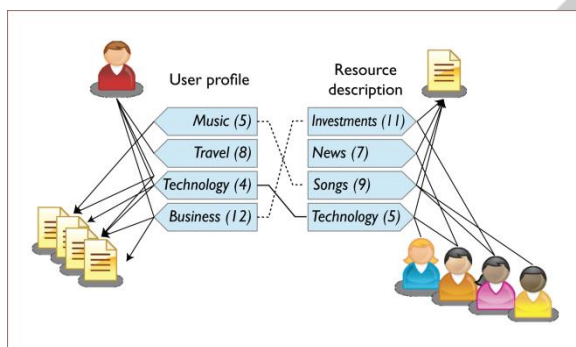 User profile
Resource
description
Music (5)
Travel (8)
Technology (4)
Business (12)
Investments (11)
News (7)
Songs (9)
Technology (5)